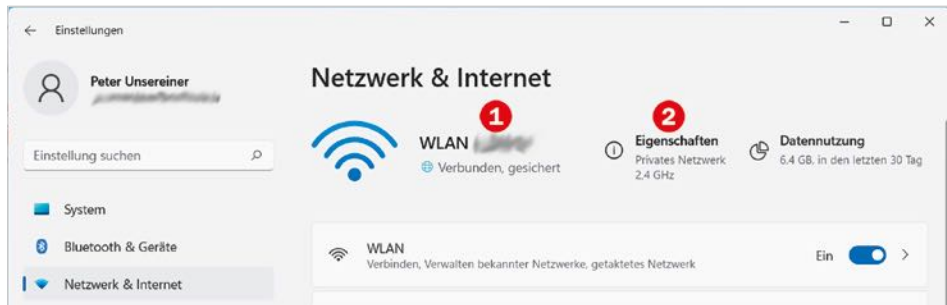 Einstellungen
Peter Unsereiner
Einstellung suchen
System
Bluetooth & Geräte
Netzwerk & Internet
Netzwerk & Internet
1
WLAN
Verbunden, gesichert
2
Eigenschaften
Privates Netzwerk
2,4 GHz
Datennutzung
6,4 GB, in den letzten 30 Tag
WLAN
Verbinden, Verwalten bekannter Netzwerke, getaktetes Netzwerk
Ein